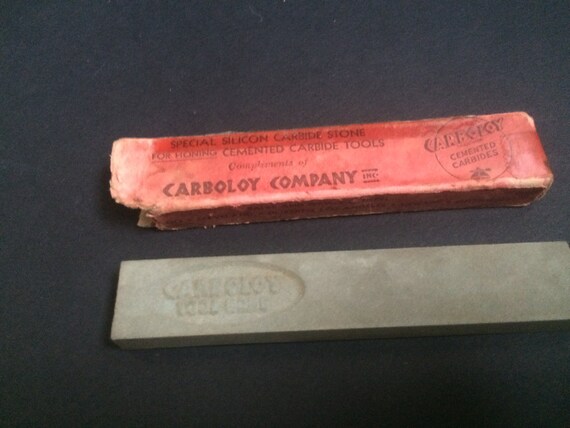 SPECIAL SILICON CARBIDE STONE
FOR HONING CEMENTED CARBIDE TOOLS
Compliments of
CARBOLOY COMPANY INC.
CARBOLOY
CEMENTED
CARBIDES
CARBOLOY
TOOL